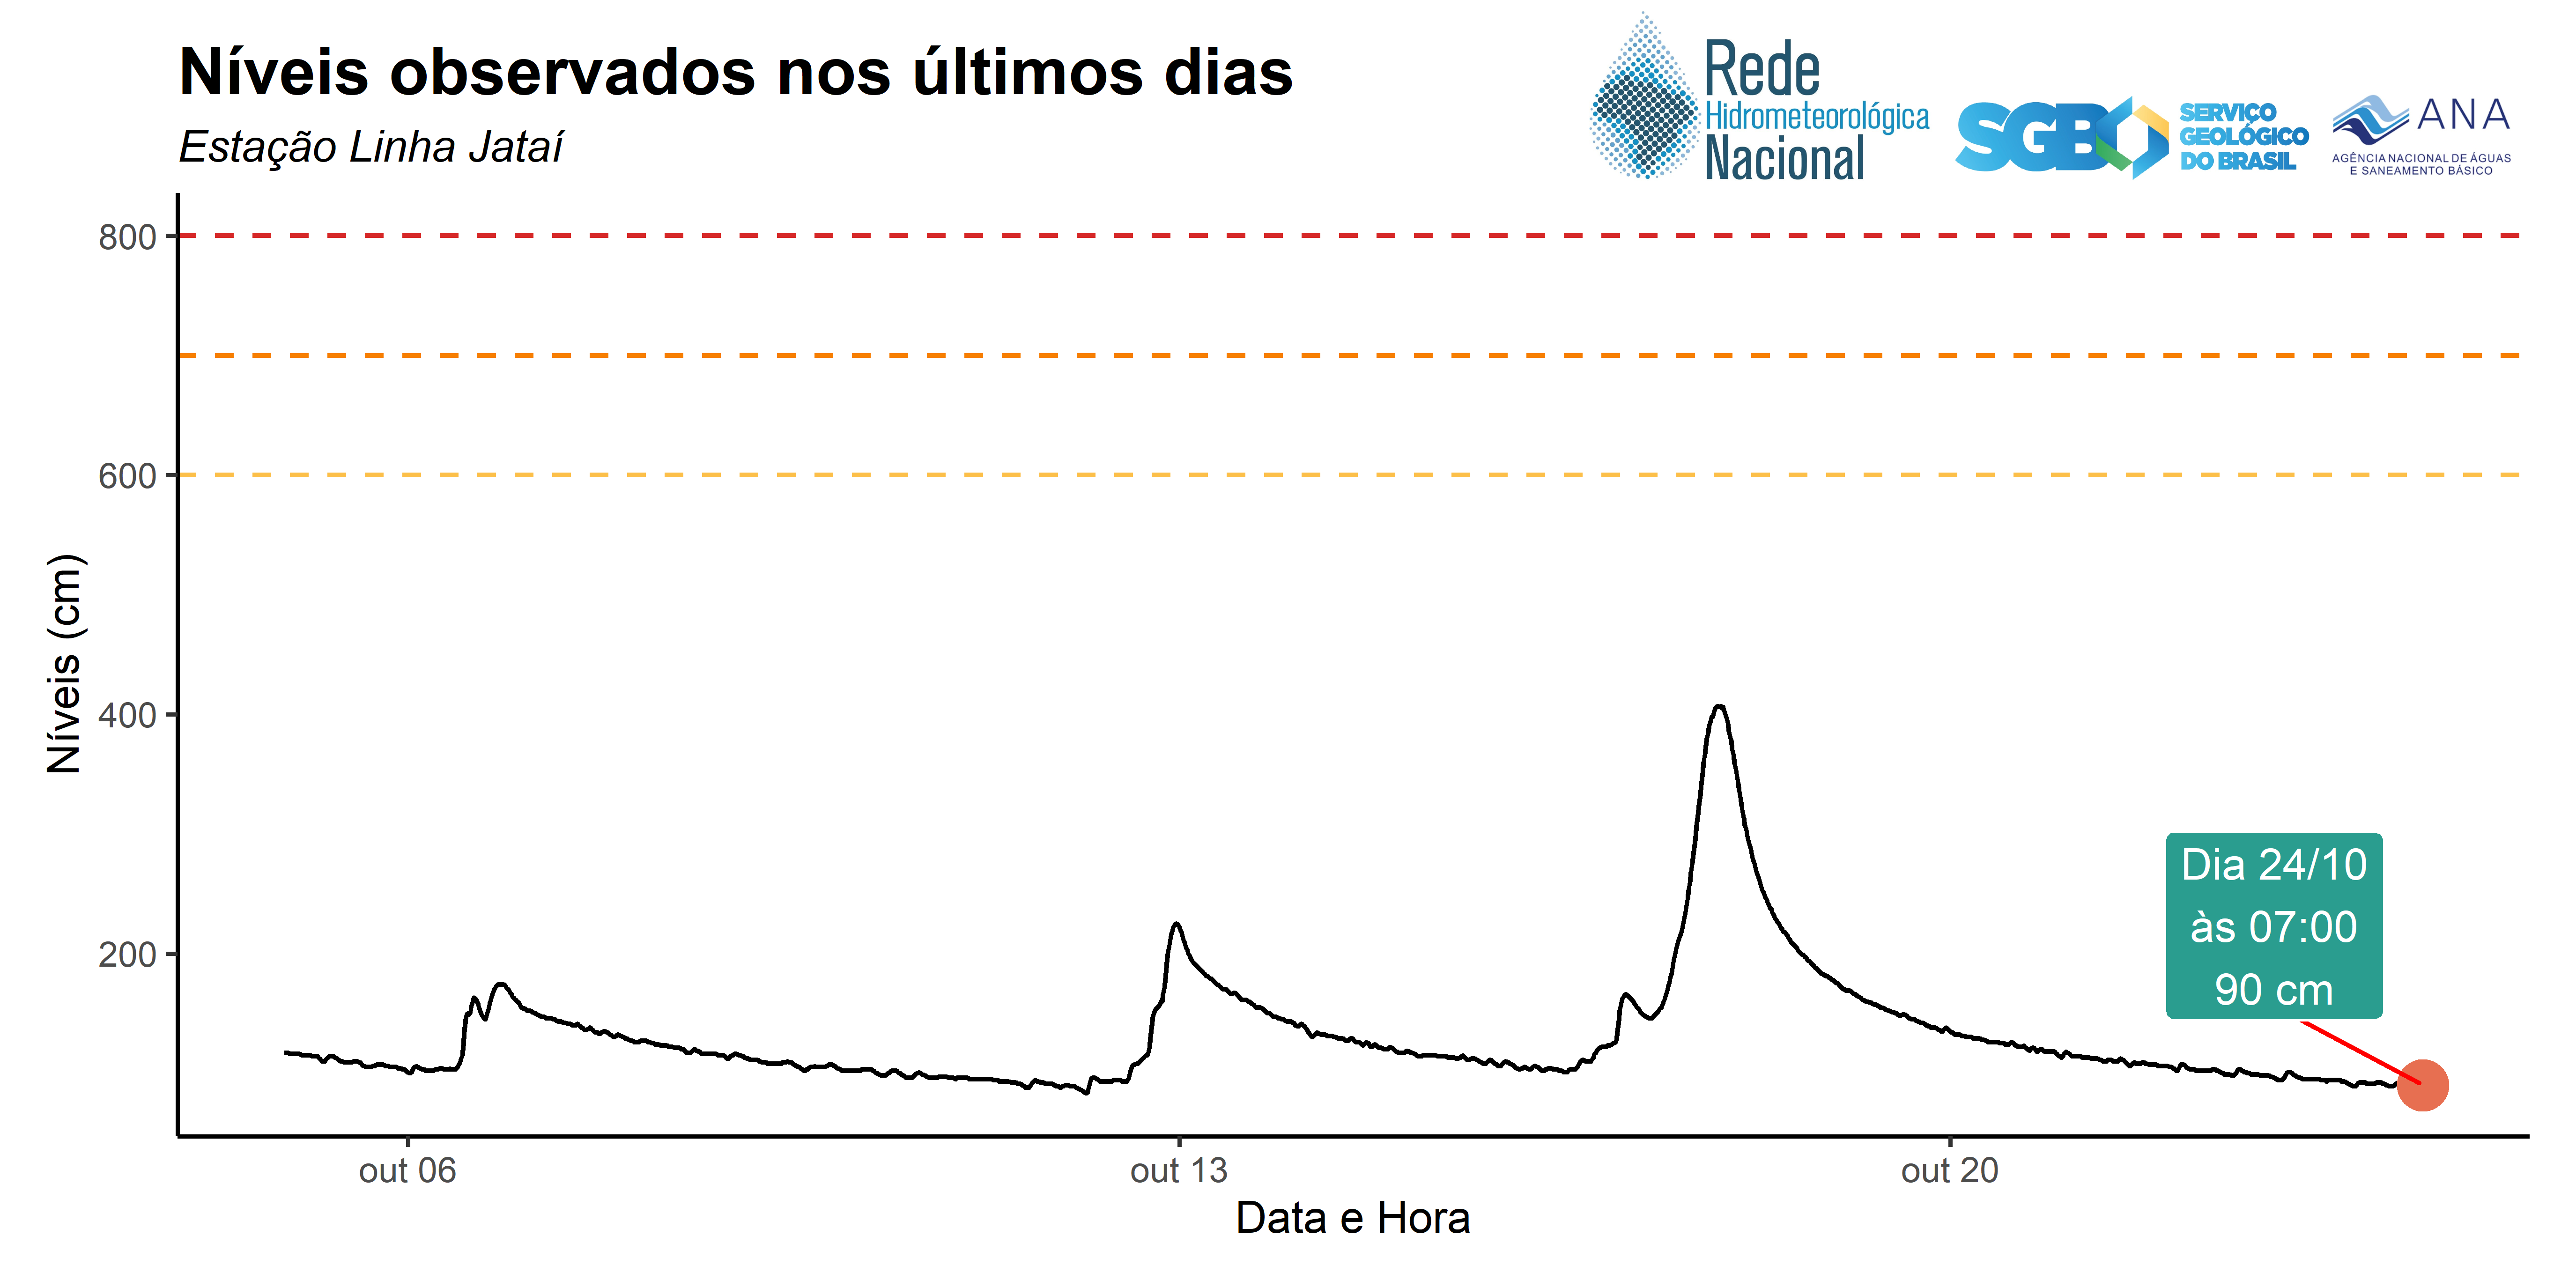 Níveis observados nos últimos dias
Estação Linha Jataí
Rede
Hidrometeorológica
Nacional
SGB
SERVIÇO
GEOLÓGICO
DO BRASIL
ANA
AGÊNCIA NACIONAL DE ÁGUAS
E SANEAMENTO BÁSICO
800
600
400
200
Níveis (cm)
Dia 24/10
às 07:00
90 cm
out 06
out 13
out 20
Data e Hora